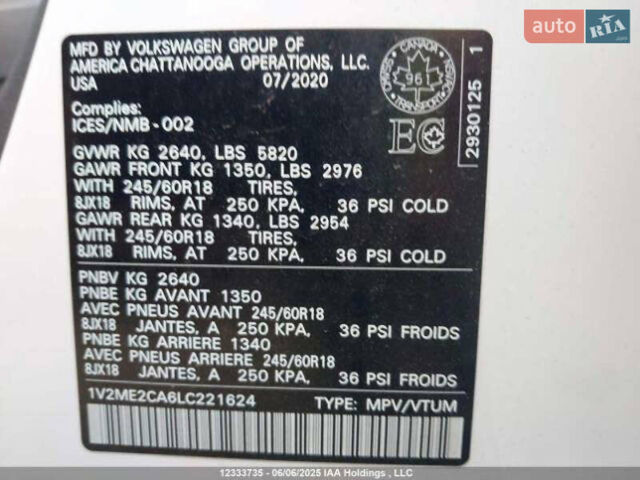 auto RIA
MFD BY VOLKSWAGEN GROUP OF
AMERICA CHATTANOOGA OPERATIONS, LLC.
USA 07/2020
CANADA
96
TRANSPORT
EC
2930125 1
Complies:
ICES/NMB-002
GVWR KG 2640, LBS 5820
GAWR FRONT KG 1350, LBS 2976
WITH 245/60R18 TIRES,
8JX18 RIMS, AT 250 KPA, 36 PSI COLD
GAWR REAR KG 1340, LBS 2954
WITH 245/60R18 TIRES,
8JX18 RIMS, AT 250 KPA, 36 PSI COLD
PNBV KG 2640
PNBE KG AVANT 1350
AVEC PNEUS AVANT 245/60R18
8JX18 JANTES, A 250 KPA, 36 PSI FROIDS
PNBE KG ARRIERE 1340
AVEC PNEUS ARRIERE 245/60R18
8JX18 JANTES, A 250 KPA, 36 PSI FROIDS
1V2ME2CA6LC221624 TYPE: MPV/VTUM
12333735 - 06/06/2025 IAA Holdings , LLC